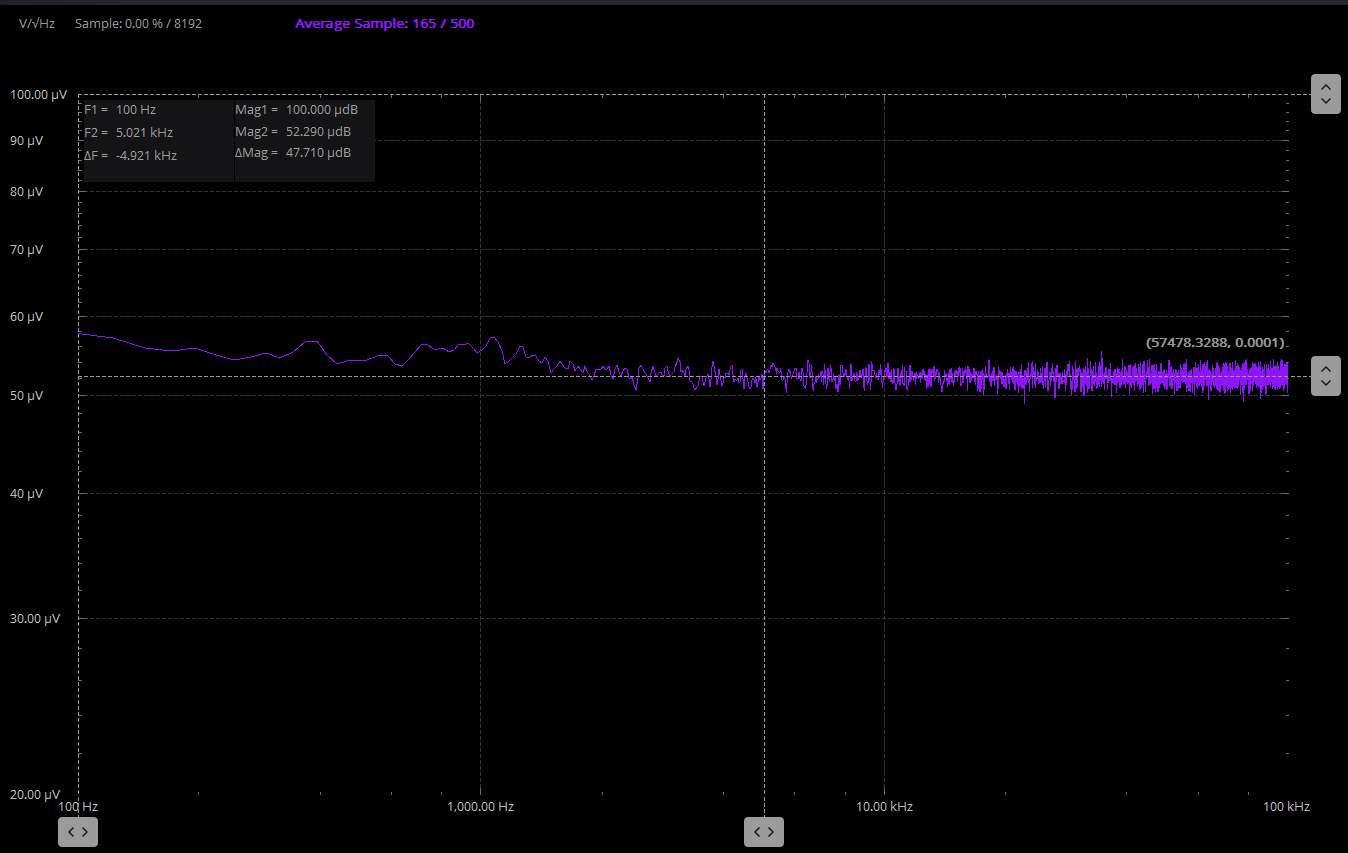 V/√Hz Sample: 0.00 % / 8192 Average Sample: 165 / 500
100.00 µV
F1 = 100 Hz Mag1 = 100.000 µdB
F2 = 5.021 kHz Mag2 = 52.290 µdB
90 µV
ΔF = -4.921 kHz ΔMag = 47.710 µdB
80 µV
70 µV
60 µV
(57478.3288, 0.0001)
50 µV
40 µV
30.00 µV
20.00 µV
100 Hz 1,000.00 Hz 10.00 kHz 100 kHz